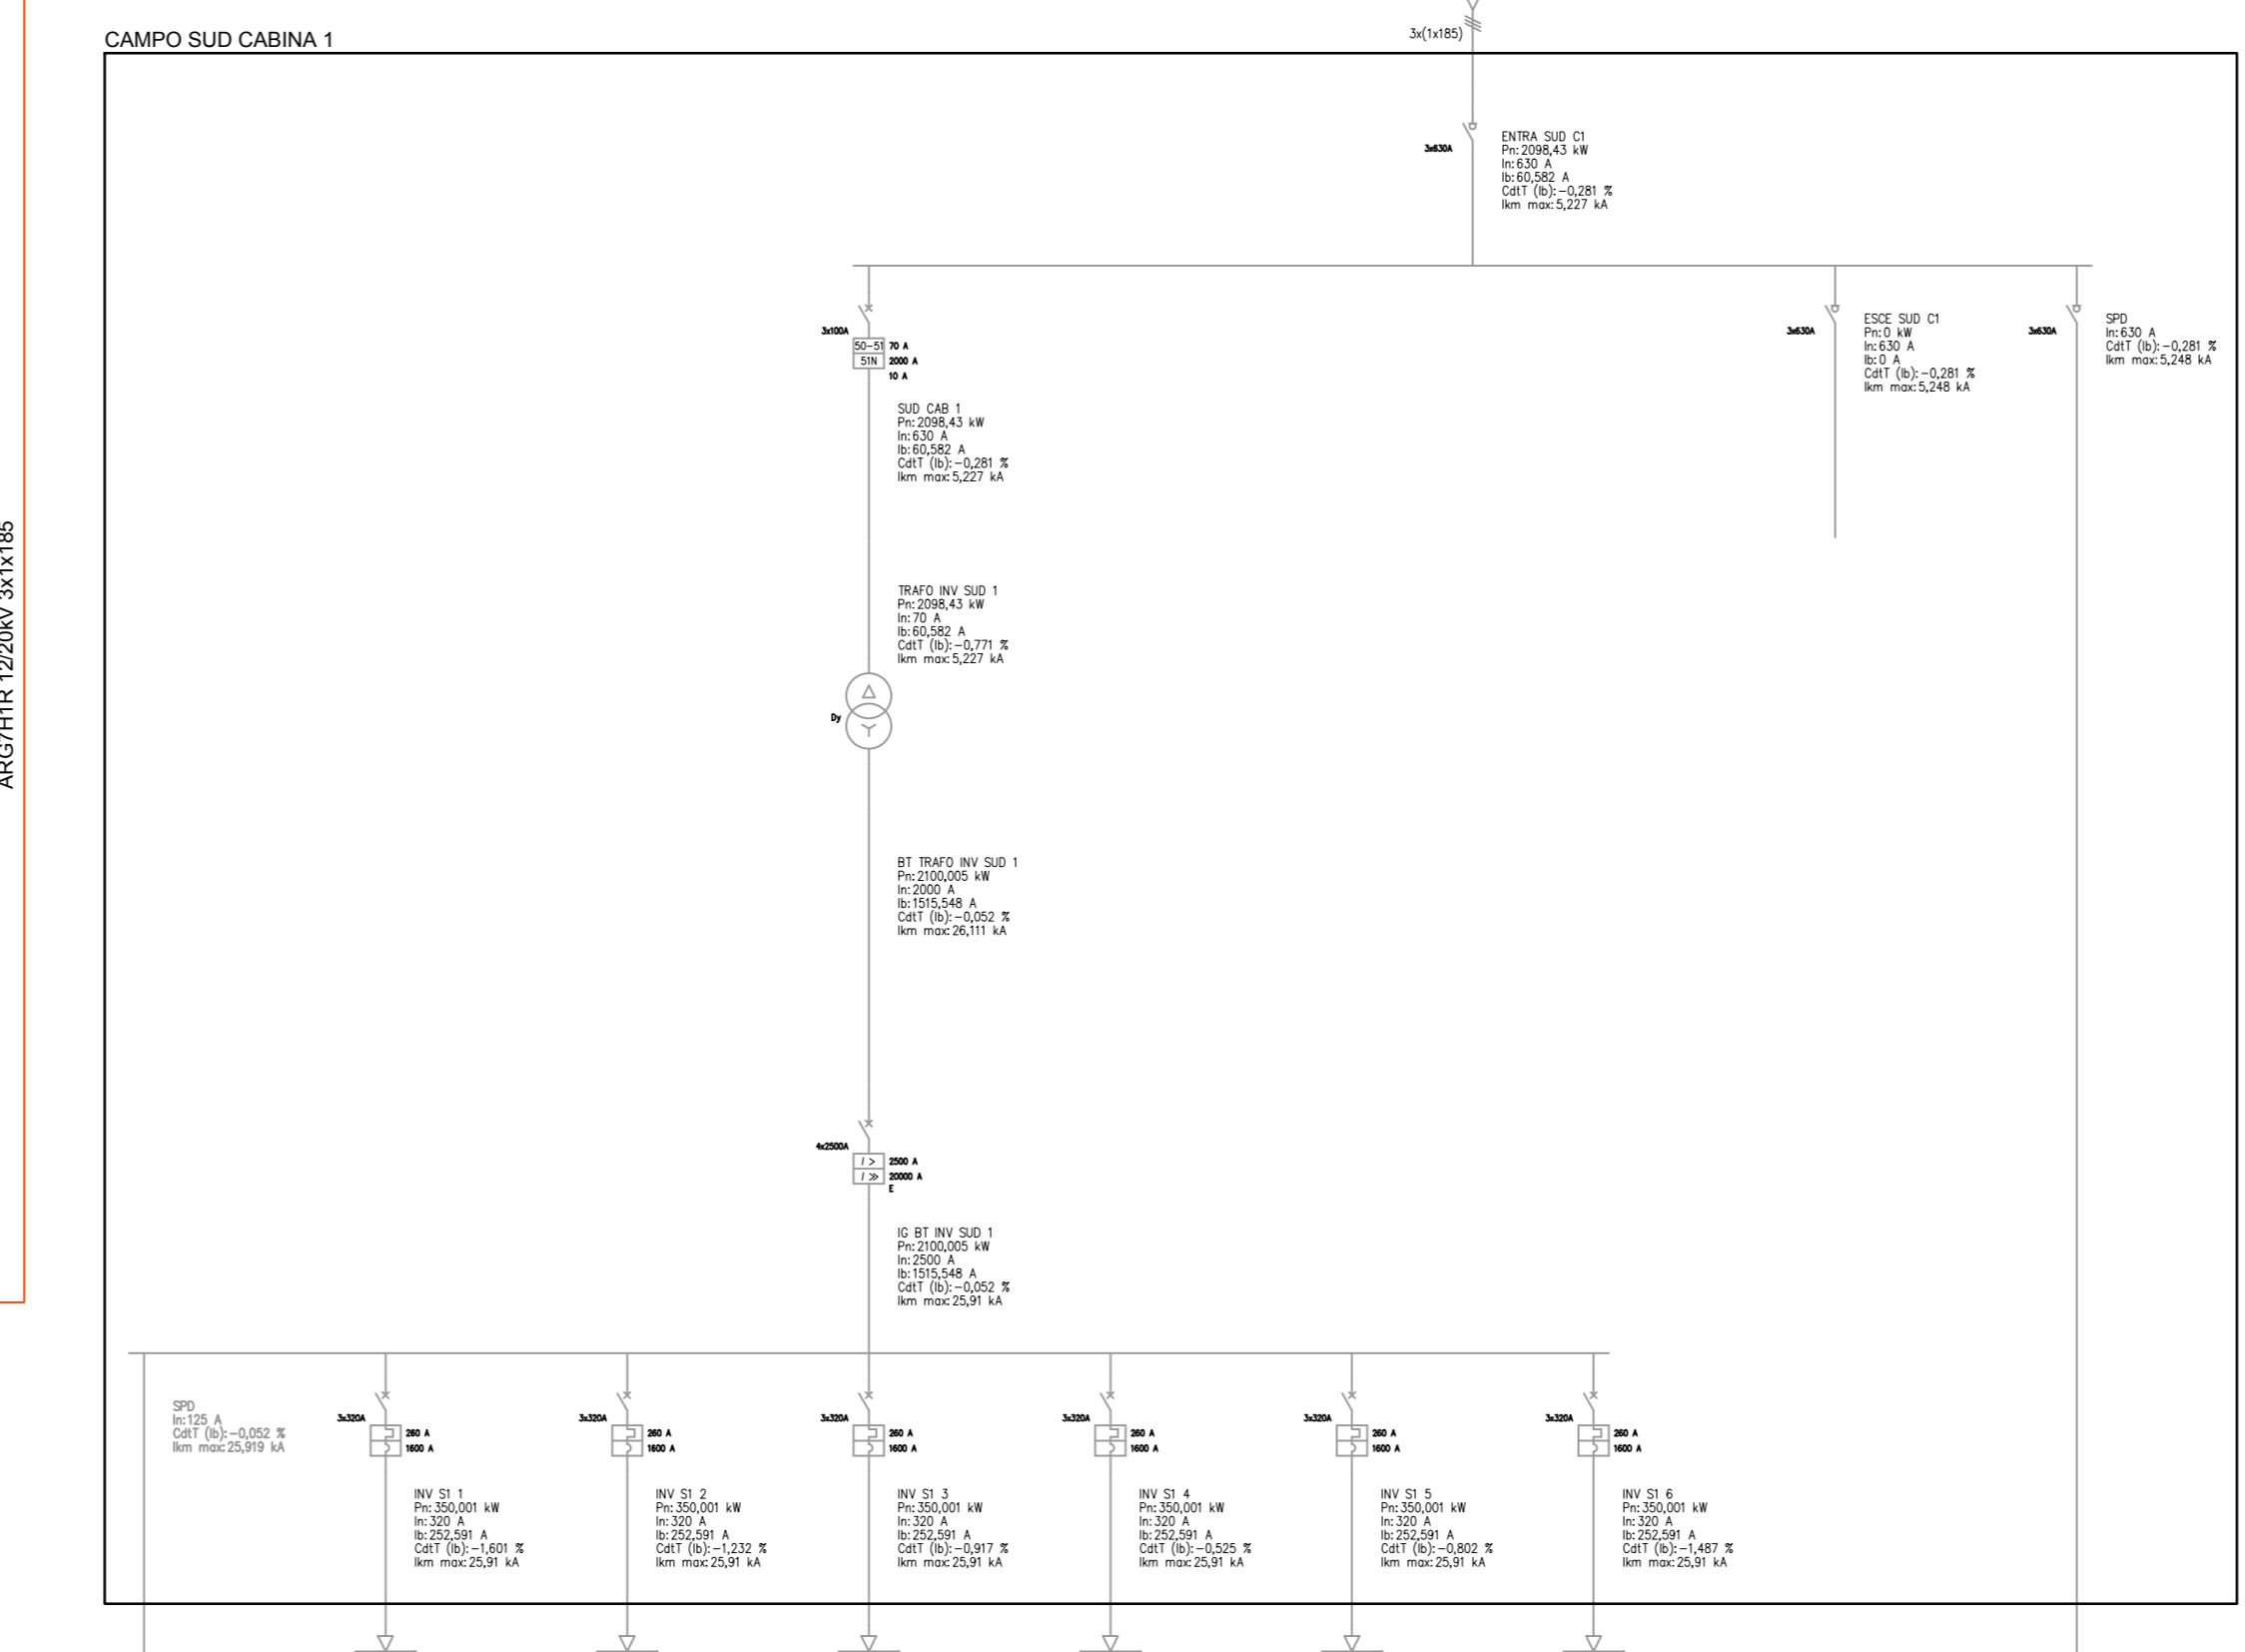 3x(1x185)
CAMPO SUD CABINA 1
ENTRA SUD C1
Pn:2098,43 kW
In:630 A
Ib:60,582 A
CdtT (Ib):-0,281 %
Ikm max:5,227 kA
3x630A
3x100A
50-51 70 A
51N 2000 A
10 A
SUD CAB 1
Pn:2098,43 kW
In:630 A
Ib:60,582 A
CdtT (Ib):-0,281 %
Ikm max:5,227 kA
3x630A
ESCE SUD C1
Pn:0 kW
In:630 A
Ib:0 A
CdtT (Ib):-0,281 %
Ikm max:5,248 kA
3x630A
SPD
In:630 A
CdtT (Ib):-0,281 %
Ikm max:5,248 kA
ARG7H1R 12/20kV 3x1x185
TRAFO INV SUD 1
Pn:2098,43 kW
In:70 A
Ib:60,582 A
CdtT (Ib):-0,771 %
Ikm max:5,227 kA
Dy
BT TRAFO INV SUD 1
Pn:2100,005 kW
In:2000 A
Ib:1515,548 A
CdtT (Ib):-0,052 %
Ikm max:26,111 kA
4x2500A
I > 2500 A
I >> 20000 A
E
IG BT INV SUD 1
Pn:2100,005 kW
In:2500 A
Ib:1515,548 A
CdtT (Ib):-0,052 %
Ikm max:25,91 kA
SPD
In:125 A
CdtT (Ib):-0,052 %
Ikm max:25,919 kA
3x320A
260 A
1600 A
INV S1 1
Pn:350,001 kW
In:320 A
Ib:252,591 A
CdtT (Ib):-1,601 %
Ikm max:25,91 kA
3x320A
260 A
1600 A
INV S1 2
Pn:350,001 kW
In:320 A
Ib:252,591 A
CdtT (Ib):-1,232 %
Ikm max:25,91 kA
3x320A
260 A
1600 A
INV S1 3
Pn:350,001 kW
In:320 A
Ib:252,591 A
CdtT (Ib):-0,917 %
Ikm max:25,91 kA
3x320A
260 A
1600 A
INV S1 4
Pn:350,001 kW
In:320 A
Ib:252,591 A
CdtT (Ib):-0,525 %
Ikm max:25,91 kA
3x320A
260 A
1600 A
INV S1 5
Pn:350,001 kW
In:320 A
Ib:252,591 A
CdtT (Ib):-0,802 %
Ikm max:25,91 kA
3x320A
260 A
1600 A
INV S1 6
Pn:350,001 kW
In:320 A
Ib:252,591 A
CdtT (Ib):-1,487 %
Ikm max:25,91 kA